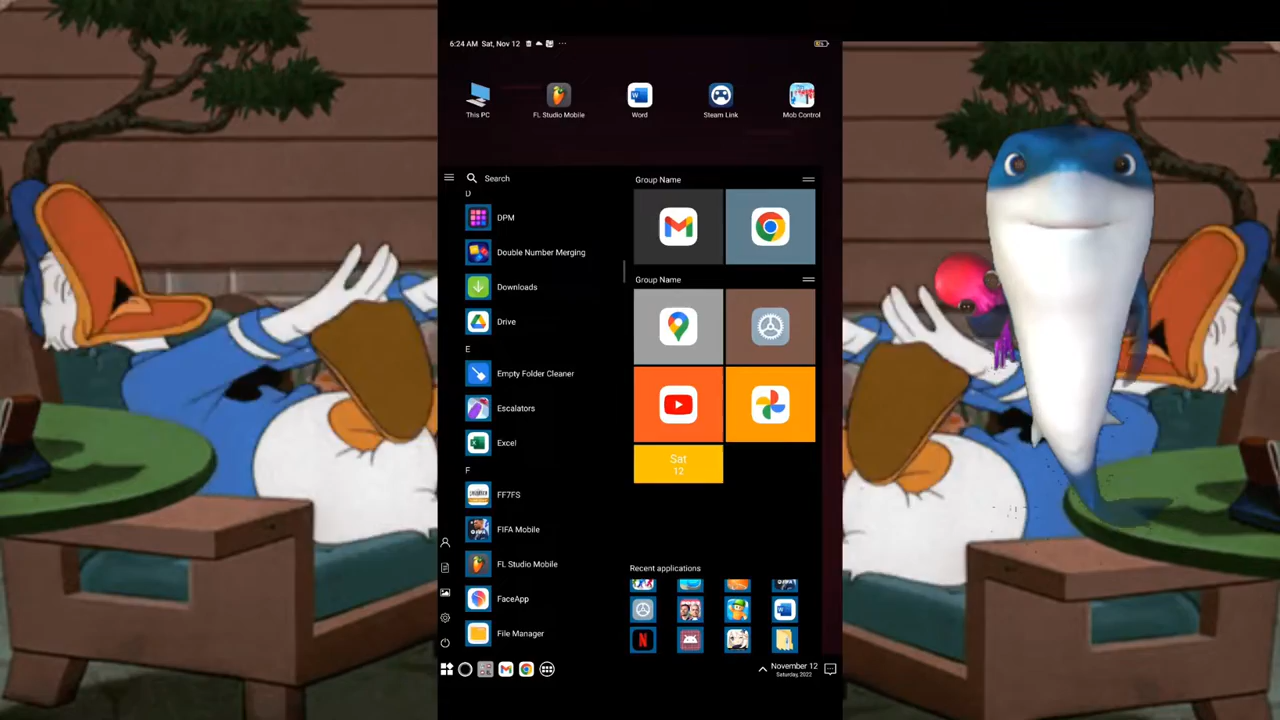 6:24 AM Sat, Nov 12
This PC
FL Studio Mobile
Word
Steam Link
Mob Control
Search
D
DPM
Double Number Merging
Downloads
Drive
E
Empty Folder Cleaner
Escalators
Excel
F
FF7FS
FIFA Mobile
FL Studio Mobile
FaceApp
File Manager
Group Name
Group Name
Sat
12
Recent applications
November 12
Saturday, 2022